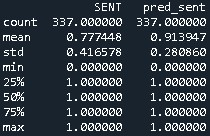 SENT pred_sent
count 337.000000 337.000000
mean 0.777448 0.913947
std 0.416578 0.280860
min 0.000000 0.000000
25% 1.000000 1.000000
50% 1.000000 1.000000
75% 1.000000 1.000000
max 1.000000 1.000000